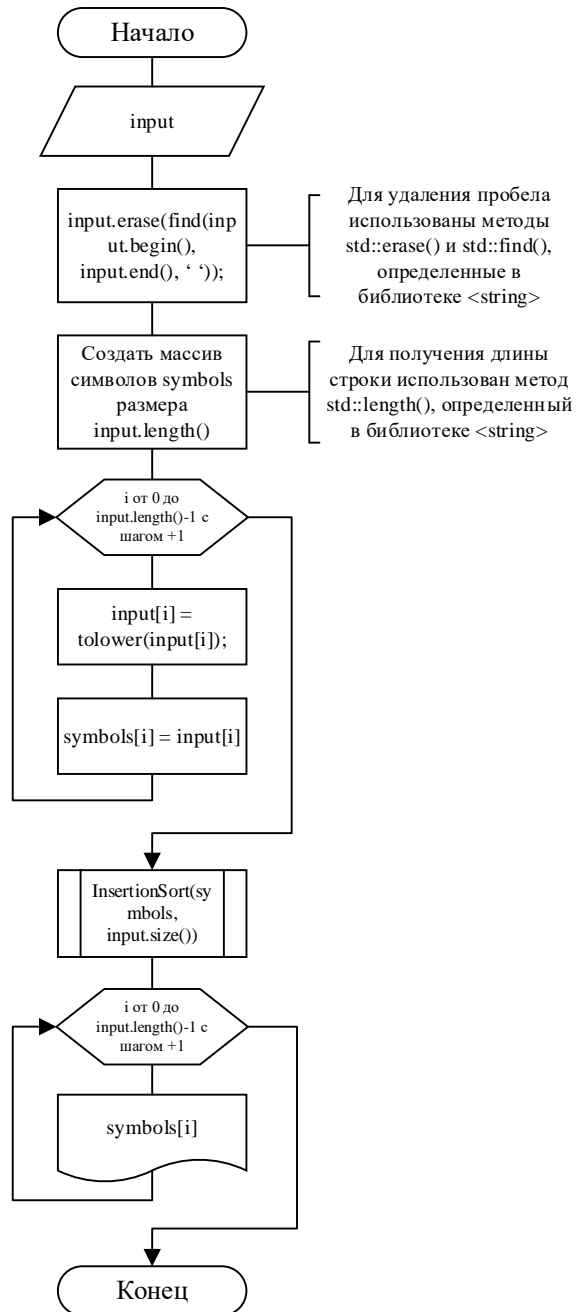 Начало
input
input.erase(find(inp
ut.begin(),
input.end(), ‘ ‘));
Для удаления пробела
использованы методы
std::erase() и std::find(),
определенные в
библиотеке <string>
Создать массив
символов symbols
размера
input.length()
Для получения длины
строки использован метод
std::length(), определенный
в библиотеке <string>
i от 0 до
input.length()-1 с
шагом +1
input[i] =
tolower(input[i]);
symbols[i] = input[i]
InsertionSort(sy
mbols,
input.size())
i от 0 до
input.length()-1 с
шагом +1
symbols[i]
Конец